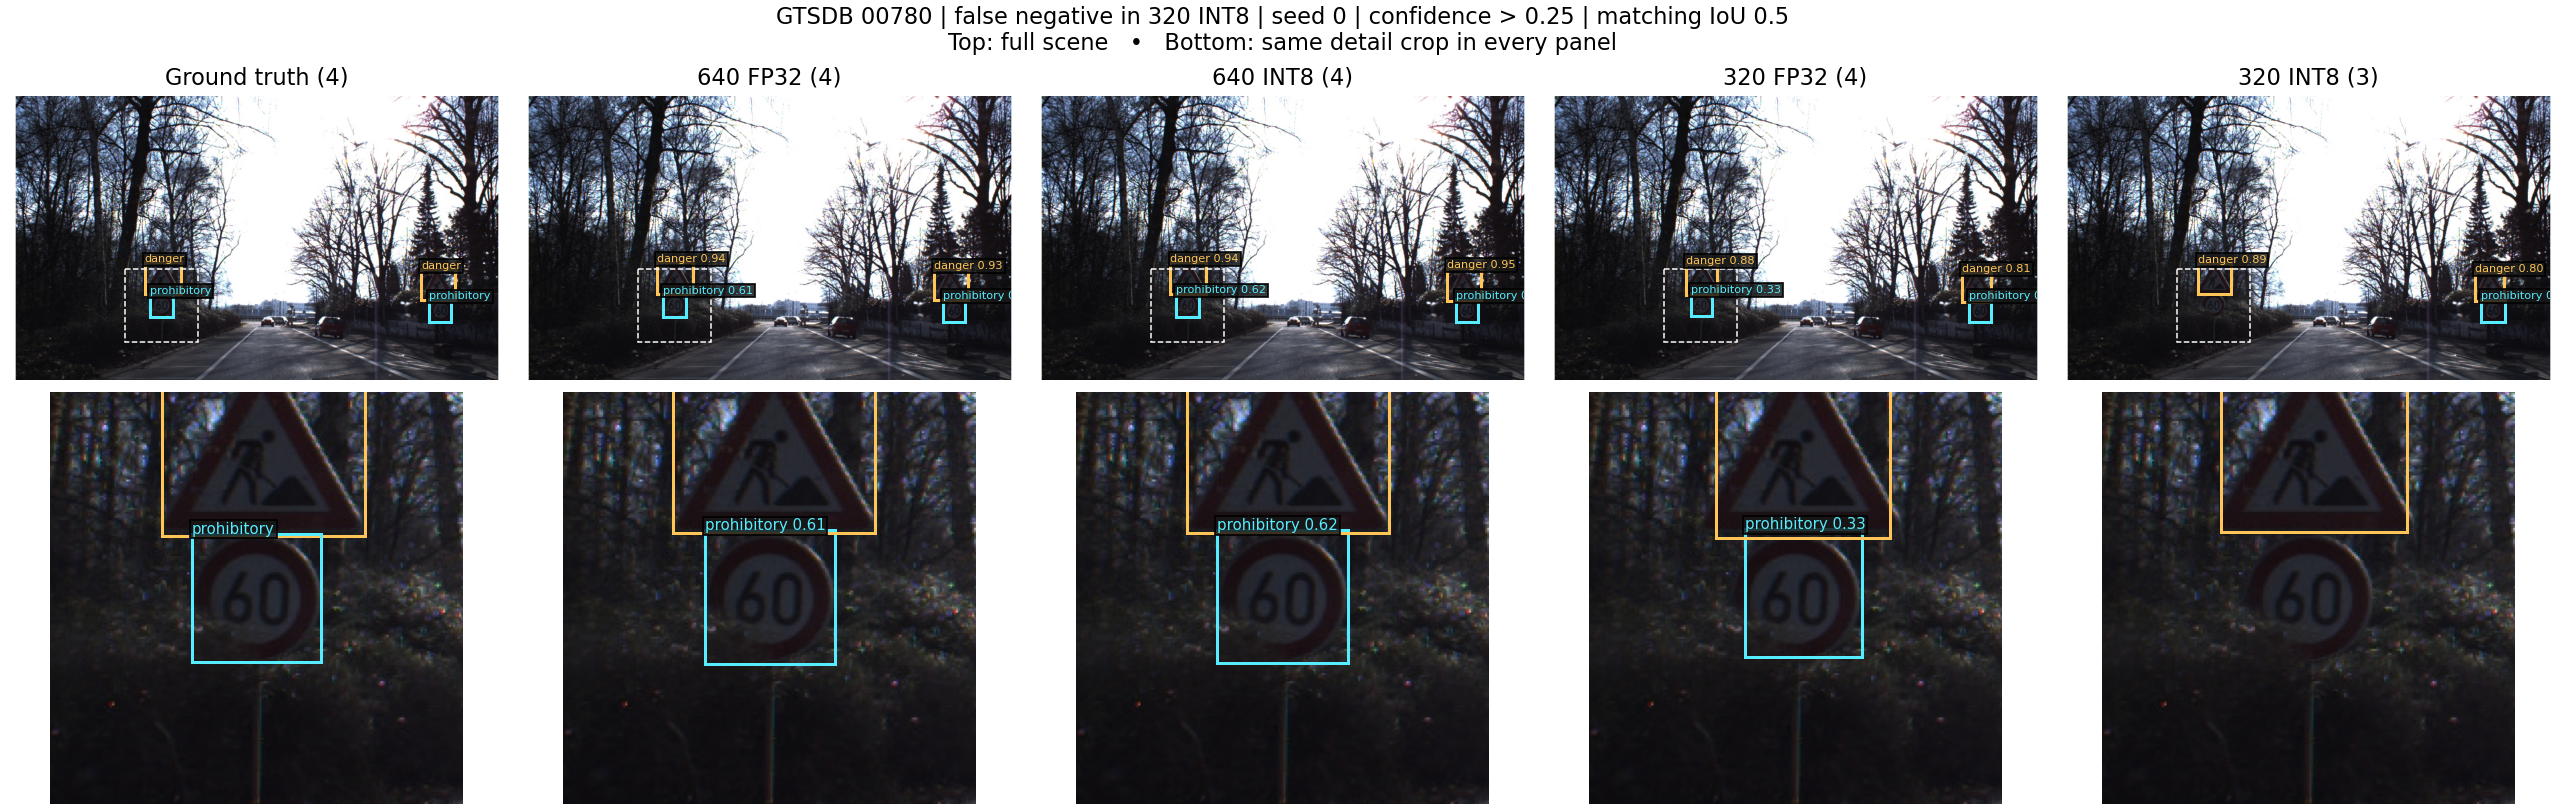 GTSDB 00780 | false negative in 320 INT8 | seed 0 | confidence > 0.25 | matching IoU 0.5
Top: full scene • Bottom: same detail crop in every panel
Ground truth (4)
640 FP32 (4)
640 INT8 (4)
320 FP32 (4)
320 INT8 (3)
danger
prohibitory
danger
prohibitory
danger 0.94
prohibitory 0.61
danger 0.93
prohibitory
danger 0.94
prohibitory 0.62
danger 0.95
prohibitory
danger 0.88
prohibitory 0.33
danger 0.81
prohibitory
danger 0.89
danger 0.80
prohibitory
prohibitory
60
prohibitory 0.61
60
prohibitory 0.62
60
prohibitory 0.33
60
60